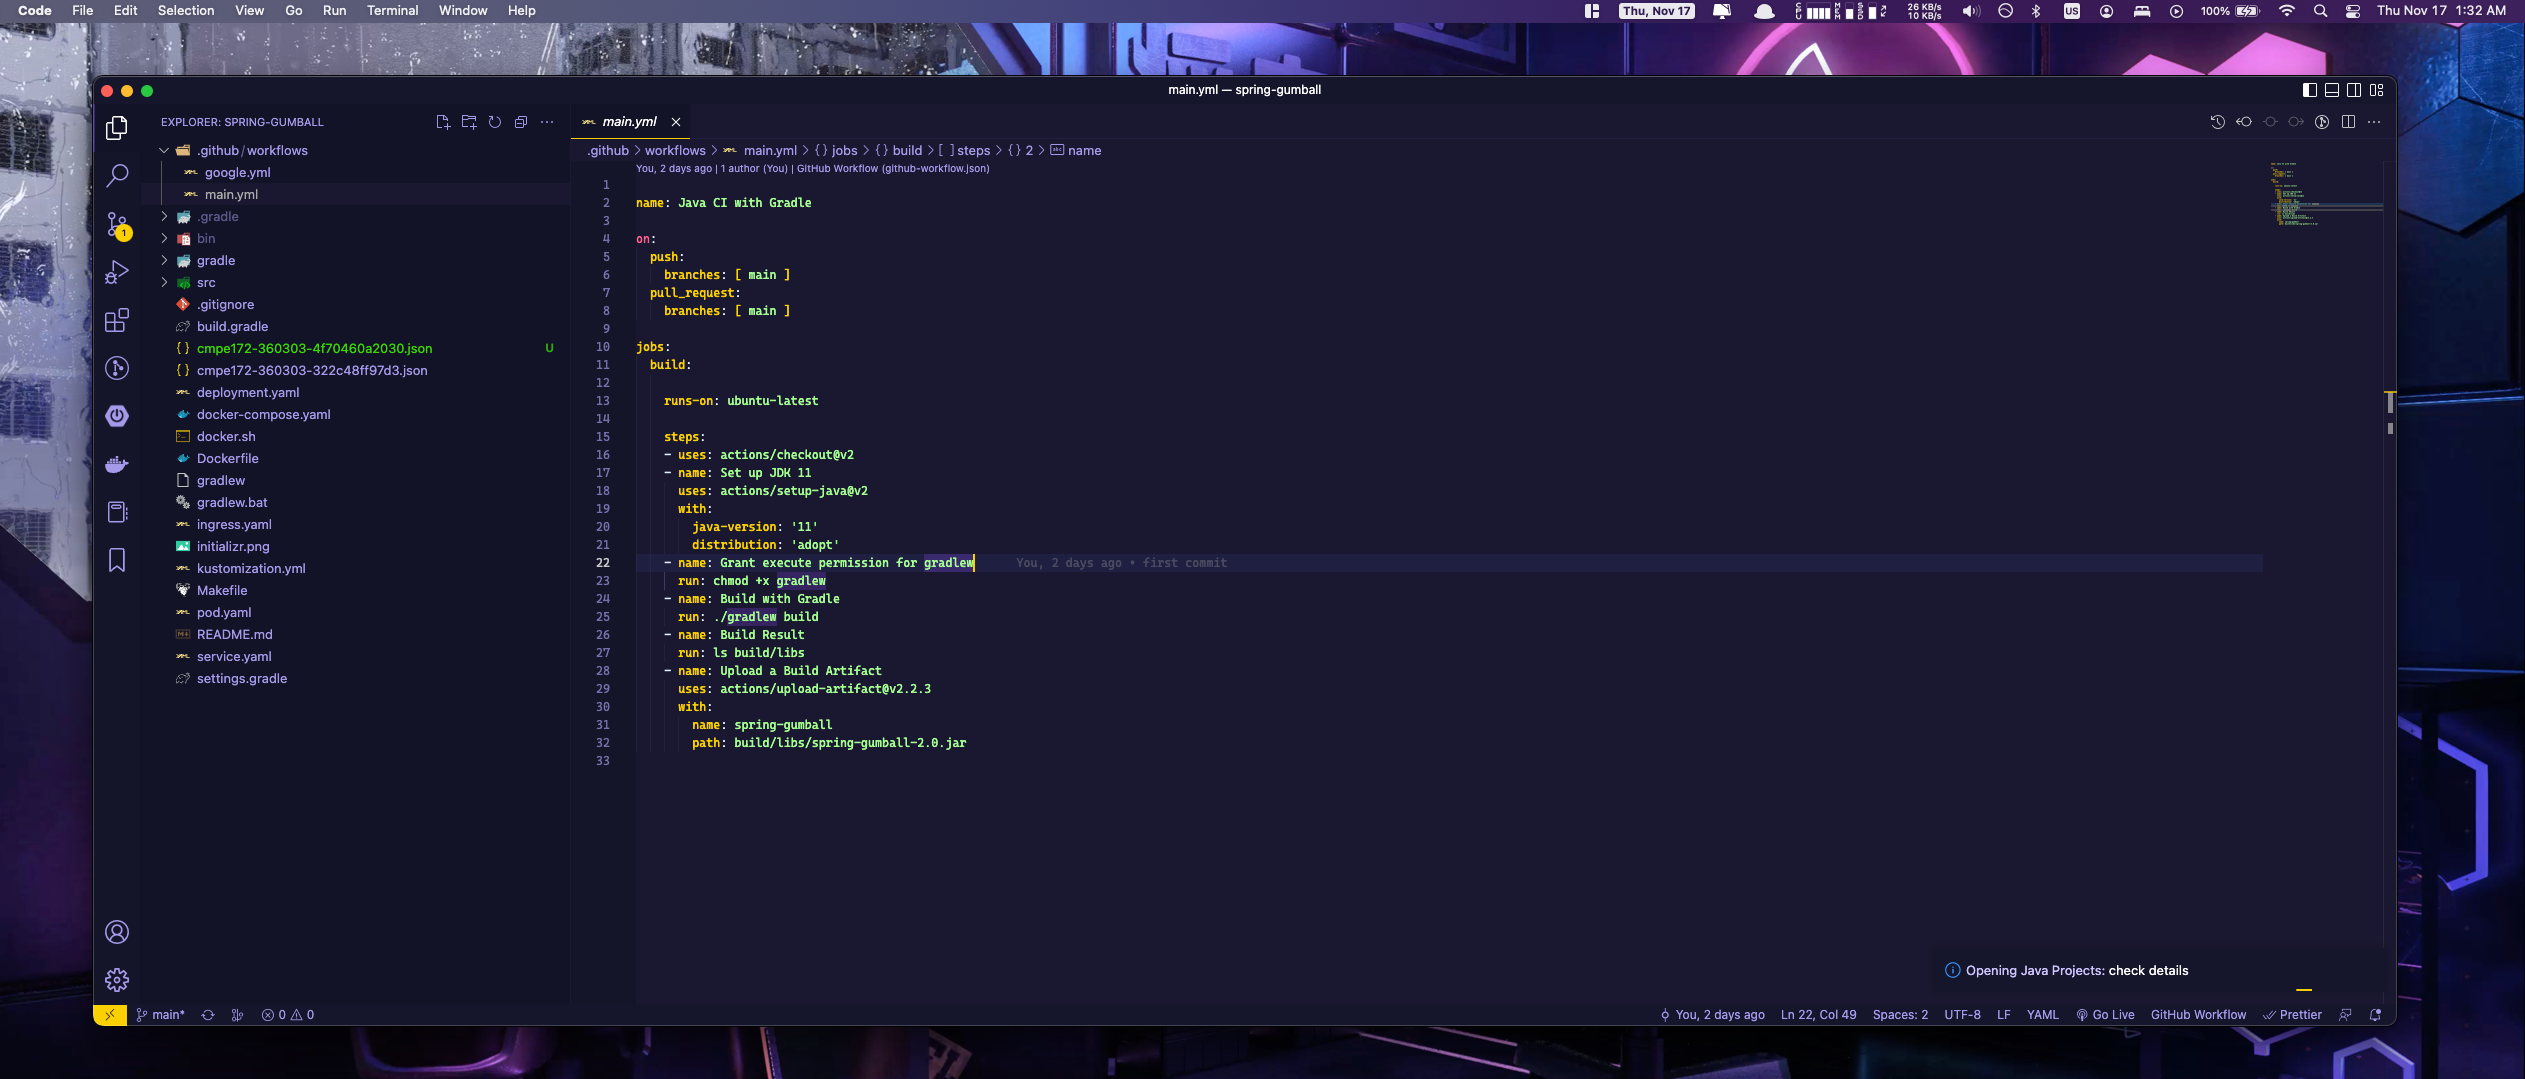 Code File Edit Selection View Go Run Terminal Window Help
Thu, Nov 17
26 KB/s
10 KB/s
US
100%
Thu Nov 17 1:32 AM
main.yml — spring-gumball
EXPLORER: SPRING-GUMBALL
.github/workflows
google.yml
main.yml
.gradle
bin
gradle
src
.gitignore
build.gradle
cmpe172-360303-4f70460a2030.json U
cmpe172-360303-322c48ff97d3.json
deployment.yaml
docker-compose.yaml
docker.sh
Dockerfile
gradlew
gradlew.bat
ingress.yaml
initializr.png
kustomization.yml
Makefile
pod.yaml
README.md
service.yaml
settings.gradle
1
main.yml
.github > workflows > main.yml > {} jobs > {} build > [ ] steps > {} 2 > name
You, 2 days ago | 1 author (You) | GitHub Workflow (github-workflow.json)
1
2 name: Java CI with Gradle
3
4 on:
5 push:
6 branches: [ main ]
7 pull_request:
8 branches: [ main ]
9
10 jobs:
11 build:
12
13 runs-on: ubuntu-latest
14
15 steps:
16 - uses: actions/checkout@v2
17 - name: Set up JDK 11
18 uses: actions/setup-java@v2
19 with:
20 java-version: '11'
21 distribution: 'adopt'
22 - name: Grant execute permission for gradlew You, 2 days ago • first commit
23 run: chmod +x gradlew
24 - name: Build with Gradle
25 run: ./gradlew build
26 - name: Build Result
27 run: ls build/libs
28 - name: Upload a Build Artifact
29 uses: actions/upload-artifact@v2.2.3
30 with:
31 name: spring-gumball
32 path: build/libs/spring-gumball-2.0.jar
33
Opening Java Projects: check details
main* 0 0
You, 2 days ago Ln 22, Col 49 Spaces: 2 UTF-8 LF YAML Go Live GitHub Workflow Prettier